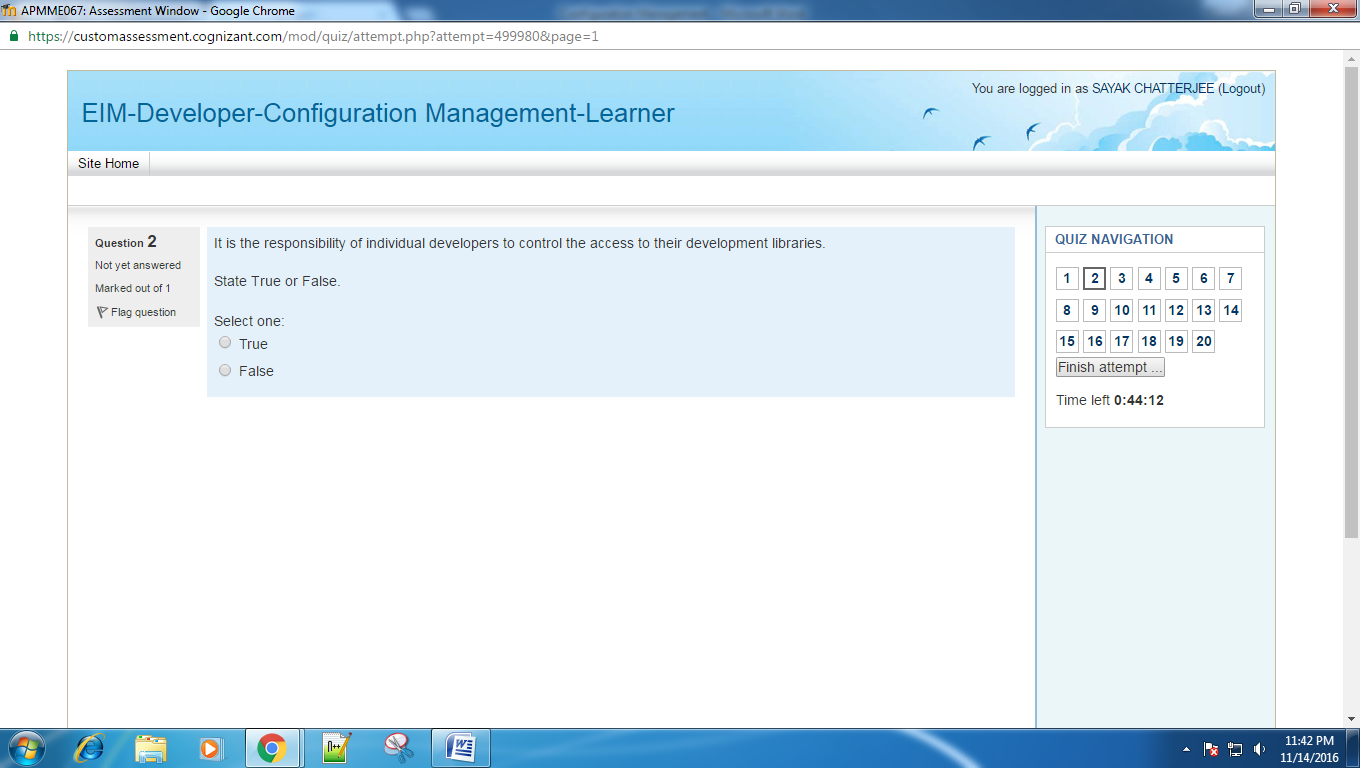 APMME067: Assessment Window - Google Chrome
https://customassessment.cognizant.com/mod/quiz/attempt.php?attempt=499980&page=1
You are logged in as SAYAK CHATTERJEE (Logout)
EIM-Developer-Configuration Management-Learner
Site Home
Question 2
Not yet answered
Marked out of 1
Flag question
It is the responsibility of individual developers to control the access to their development libraries.
State True or False.
Select one:
True
False
QUIZ NAVIGATION
1 2 3 4 5 6 7
8 9 10 11 12 13 14
15 16 17 18 19 20
Finish attempt ...
Time left 0:44:12
11:42 PM
11/14/2016